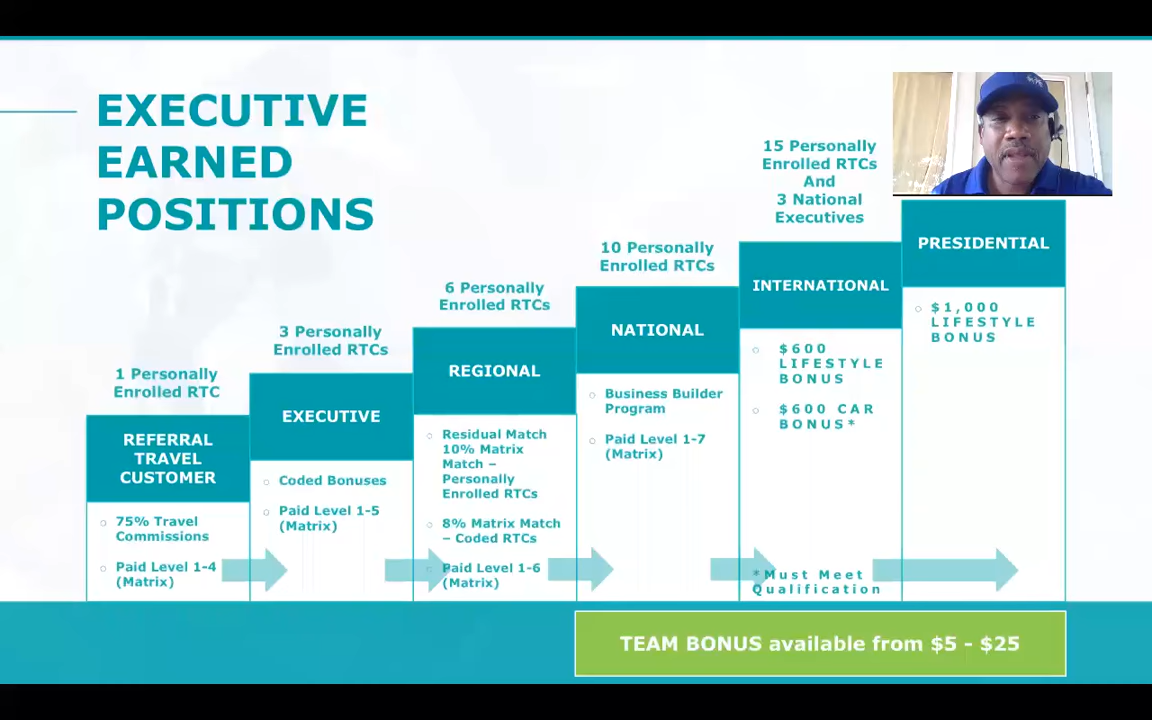 EXECUTIVE
EARNED
POSITIONS
1 Personally
Enrolled RTC
REFERRAL
TRAVEL
CUSTOMER
○ 75% Travel
Commissions
○ Paid Level 1-4
(Matrix)
3 Personally
Enrolled RTCs
EXECUTIVE
○ Coded Bonuses
○ Paid Level 1-5
(Matrix)
6 Personally
Enrolled RTCs
REGIONAL
○ Residual Match
10% Matrix
Match –
Personally
Enrolled RTCs
○ 8% Matrix Match
– Coded RTCs
○ Paid Level 1-6
(Matrix)
10 Personally
Enrolled RTCs
NATIONAL
○ Business Builder
Program
○ Paid Level 1-7
(Matrix)
15 Personally
Enrolled RTCs
And
3 National
Executives
INTERNATIONAL
○ $600
LIFESTYLE
BONUS
○ $600 CAR
BONUS*
*Must Meet
Qualification
PRESIDENTIAL
○ $1,000
LIFESTYLE
BONUS
TEAM BONUS available from $5 - $25